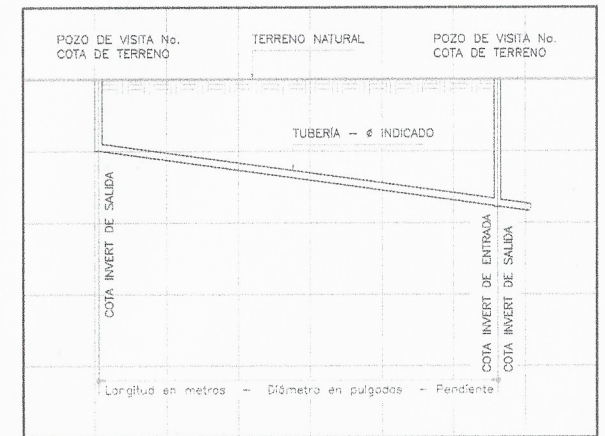 POZO DE VISITA No.
COTA DE TERRENO
TERRENO NATURAL
POZO DE VISITA No.
COTA DE TERRENO
TUBERÍA - ø INDICADO
COTA INVERT DE SALIDA
COTA INVERT DE ENTRADA
COTA INVERT DE SALIDA
Longitud en metros - Diámetro en pulgadas - Pendiente